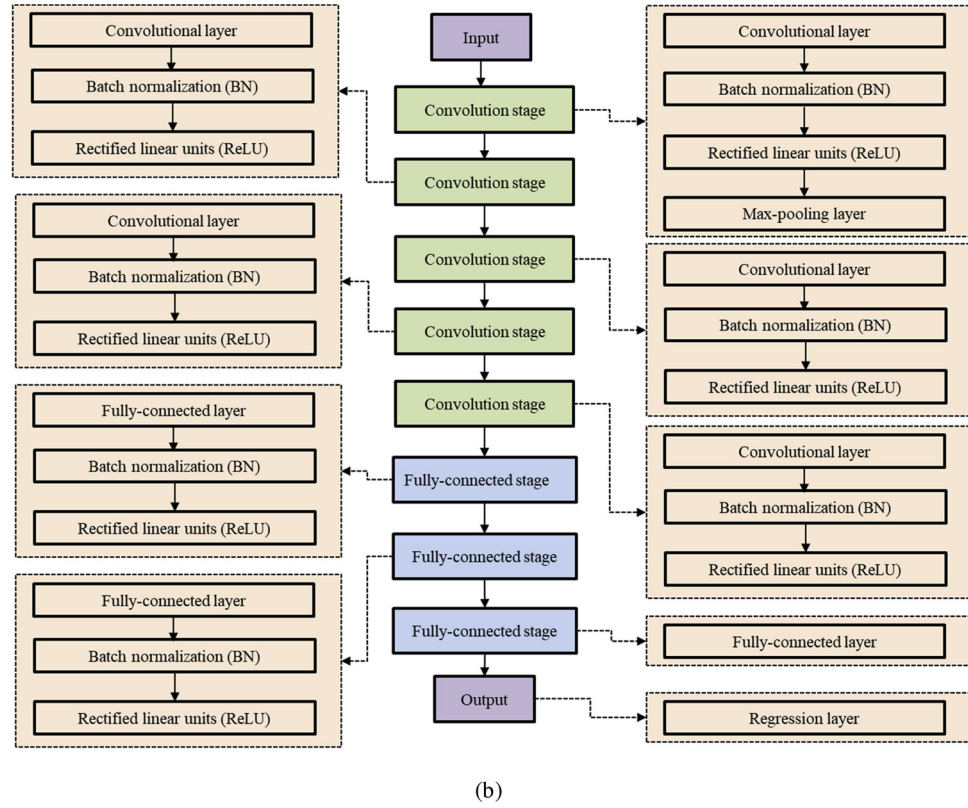 Convolutional layer
Batch normalization (BN)
Rectified linear units (ReLU)
Convolutional layer
Batch normalization (BN)
Rectified linear units (ReLU)
Fully-connected layer
Batch normalization (BN)
Rectified linear units (ReLU)
Fully-connected layer
Batch normalization (BN)
Rectified linear units (ReLU)
Input
Convolution stage
Convolution stage
Convolution stage
Convolution stage
Convolution stage
Fully-connected stage
Fully-connected stage
Fully-connected stage
Output
Convolutional layer
Batch normalization (BN)
Rectified linear units (ReLU)
Max-pooling layer
Convolutional layer
Batch normalization (BN)
Rectified linear units (ReLU)
Convolutional layer
Batch normalization (BN)
Rectified linear units (ReLU)
Fully-connected layer
Regression layer
(b)